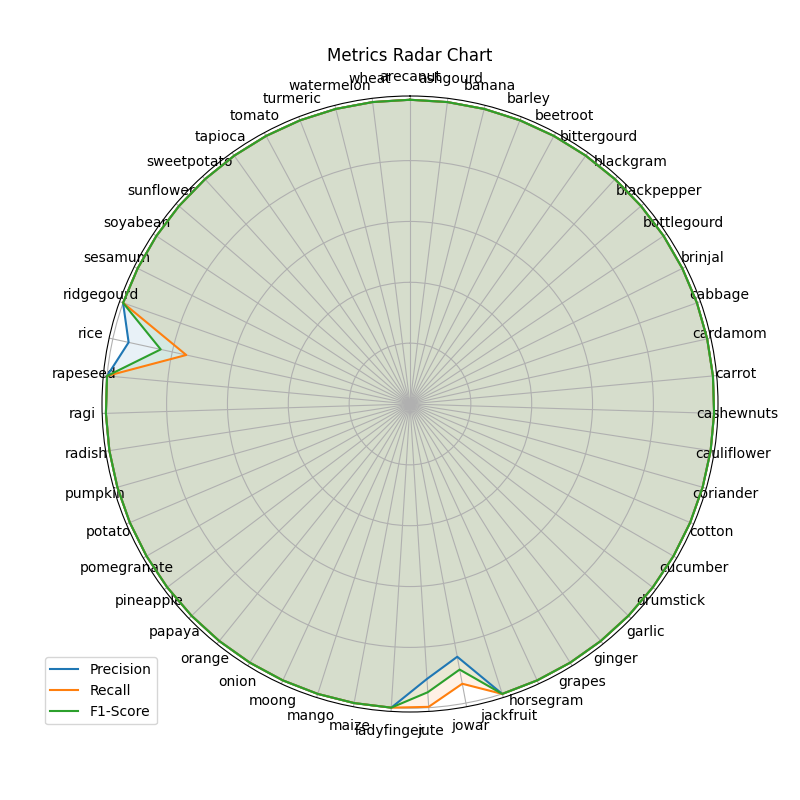 Metrics Radar Chart
arecanut
ashgourd
banana
barley
beetroot
bittergourd
blackgram
blackpepper
bottlegourd
brinjal
cabbage
cardamom
carrot
cashewnuts
cauliflower
coriander
cotton
cucumber
drumstick
garlic
ginger
grapes
horsegram
jackfruit
jowar
jute
ladyfinger
maize
mango
moong
onion
orange
papaya
pineapple
pomegranate
potato
pumpkin
radish
ragi
rapeseed
rice
ridgegourd
sesamum
soyabean
sunflower
sweetpotato
tapioca
tomato
turmeric
watermelon
wheat
Precision
Recall
F1-Score